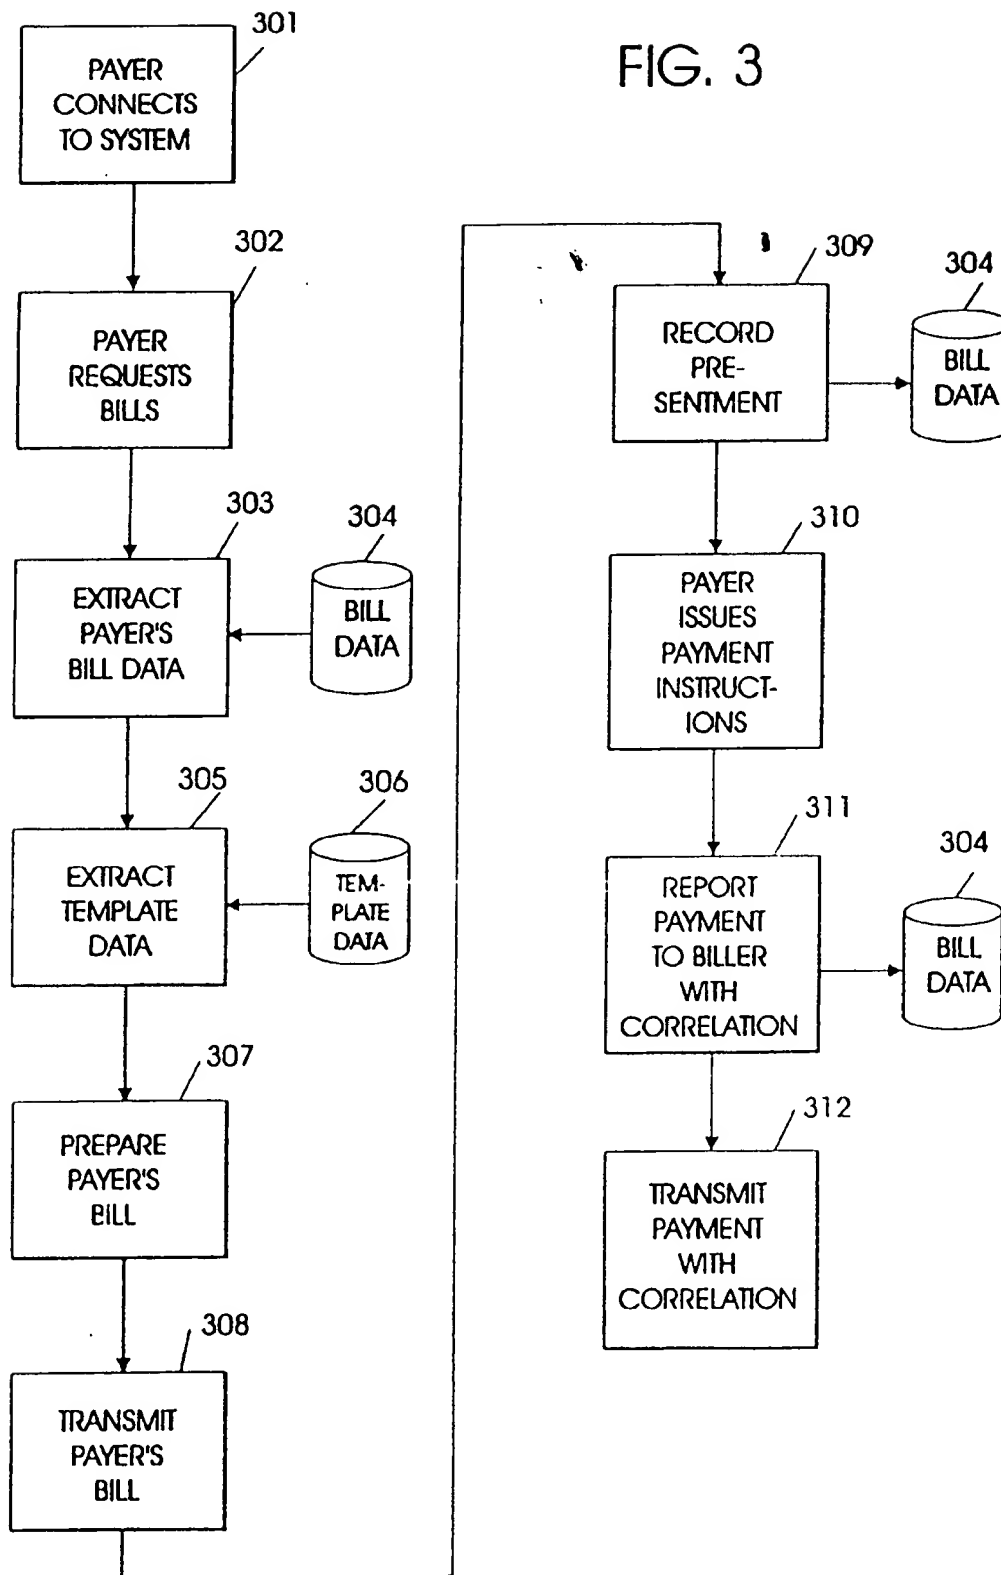 FIG. 3
301
PAYER
CONNECTS
TO SYSTEM
302
PAYER
REQUESTS
BILLS
303
EXTRACT
PAYER'S
BILL DATA
304
BILL
DATA
305
EXTRACT
TEMPLATE
DATA
306
TEM-
PLATE
DATA
307
PREPARE
PAYER'S
BILL
308
TRANSMIT
PAYER'S
BILL
309
RECORD
PRE-
SENTMENT
304
BILL
DATA
310
PAYER
ISSUES
PAYMENT
INSTRUCT-
IONS
311
REPORT
PAYMENT
TO BILLER
WITH
CORRELATION
304
BILL
DATA
312
TRANSMIT
PAYMENT
WITH
CORRELATION